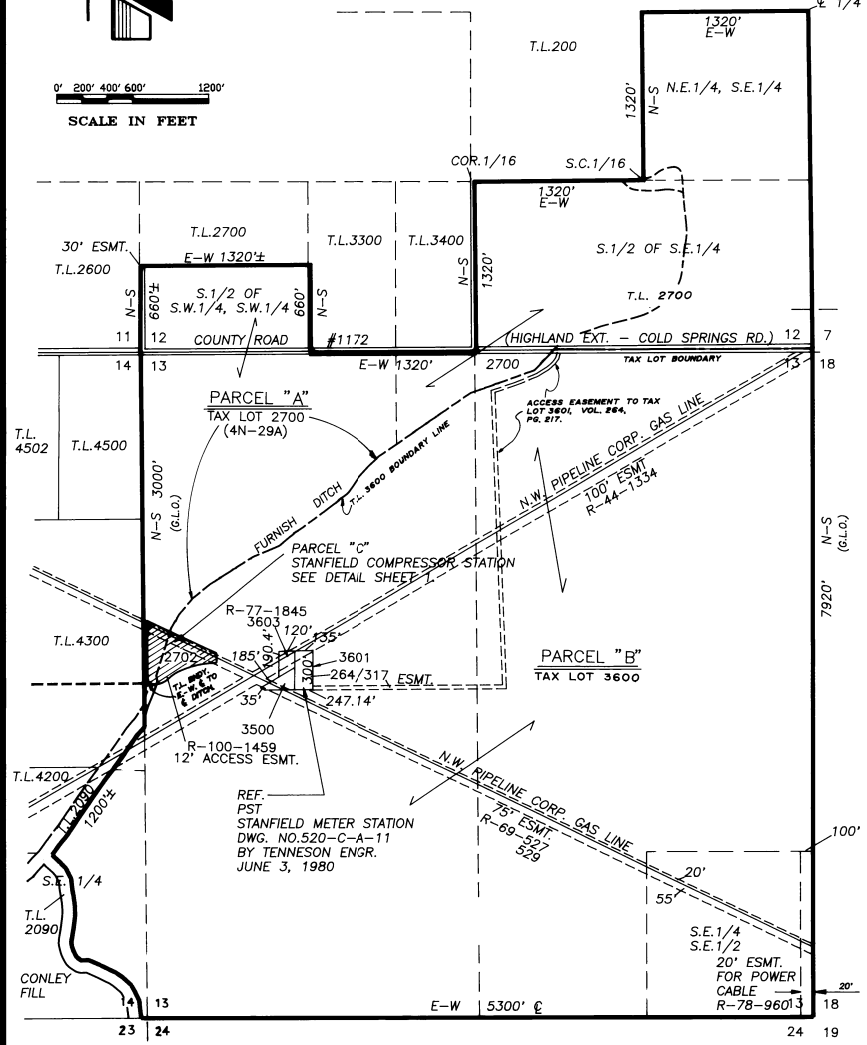 ℄ 1/4
1320'
E-W
T.L.200
N.E.1/4, S.E.1/4
1320'
N-S
0' 200' 400' 600' 1200'
SCALE IN FEET
COR.1/16
S.C.1/16
1320'
E-W
T.L.2700
30' ESMT.
E-W 1320'±
T.L.2600
T.L.3300
T.L.3400
N-S
1320'
S.1/2 OF S.E.1/4
N-S
660'±
S.1/2 OF
S.W.1/4, S.W.1/4
660'
N-S
T.L. 2700
11 12
COUNTY ROAD #1172
(HIGHLAND EXT. - COLD SPRINGS RD.)
12 7
14 13
E-W 1320'
2700
TAX LOT BOUNDARY
13 18
PARCEL "A"
TAX LOT 2700
(4N-29A)
ACCESS EASEMENT TO TAX
LOT 3601, VOL. 264,
PG. 217.
T.L.
4502
T.L.4500
N-S 3000'
(G.L.O.)
FURNISH DITCH
T.L. 3600 BOUNDARY LINE
N.W. PIPELINE CORP. GAS LINE
100' ESMT
R-44-1334
N-S
(G.L.O.)
7920'
PARCEL "C"
STANFIELD COMPRESSOR STATION
SEE DETAIL SHEET 1.
R-77-1845
3603
120'
135'
190.4'
T.L.4300
2702
185'
300'
3601
264/317 ESMT.
PARCEL "B"
TAX LOT 3600
T.L. BNDY.
E-W, ℄ TO
℄ DITCH.
35'
247.14'
3500
R-100-1459
12' ACCESS ESMT.
T.L.4200
T.L.2090
1200'±
REF.
PST
STANFIELD METER STATION
DWG. NO.520-C-A-11
BY TENNESON ENGR.
JUNE 3, 1980
N.W. PIPELINE CORP. GAS LINE
75' ESMT.
R-69-527
529
100'
20'
55'
S.E. 1/4
T.L.
2090
S.E.1/4
S.E.1/2
20' ESMT.
FOR POWER
CABLE
R-78-960
20'
CONLEY
FILL
14 13
E-W 5300' ℄
13 18
23 24
24 19